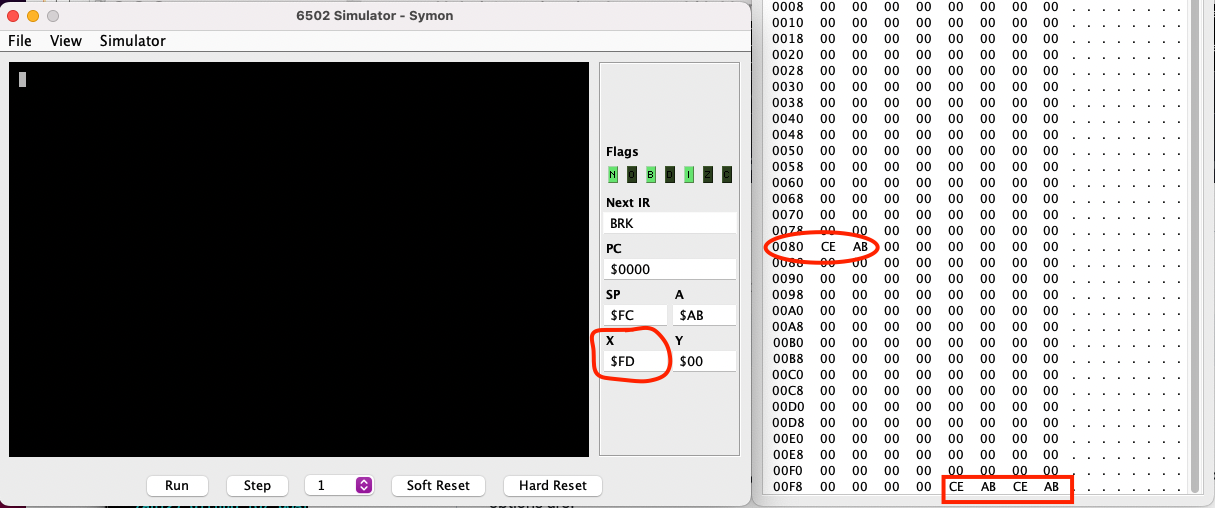 6502 Simulator - Symon
File View Simulator
Flags
N O B D I Z C
Next IR
BRK
PC
$0000
SP A
$FC $AB
X Y
$FD $00
Run Step 1 Soft Reset Hard Reset
0008 00 00 00 00 00 00 00 00 . . . . . . . .
0010 00 00 00 00 00 00 00 00 . . . . . . . .
0018 00 00 00 00 00 00 00 00 . . . . . . . .
0020 00 00 00 00 00 00 00 00 . . . . . . . .
0028 00 00 00 00 00 00 00 00 . . . . . . . .
0030 00 00 00 00 00 00 00 00 . . . . . . . .
0038 00 00 00 00 00 00 00 00 . . . . . . . .
0040 00 00 00 00 00 00 00 00 . . . . . . . .
0048 00 00 00 00 00 00 00 00 . . . . . . . .
0050 00 00 00 00 00 00 00 00 . . . . . . . .
0058 00 00 00 00 00 00 00 00 . . . . . . . .
0060 00 00 00 00 00 00 00 00 . . . . . . . .
0068 00 00 00 00 00 00 00 00 . . . . . . . .
0070 00 00 00 00 00 00 00 00 . . . . . . . .
0078 00 00 00 00 00 00 00 00 . . . . . . . .
0080 CE AB 00 00 00 00 00 00 . . . . . . . .
0088 00 00 00 00 00 00 00 00 . . . . . . . .
0090 00 00 00 00 00 00 00 00 . . . . . . . .
0098 00 00 00 00 00 00 00 00 . . . . . . . .
00A0 00 00 00 00 00 00 00 00 . . . . . . . .
00A8 00 00 00 00 00 00 00 00 . . . . . . . .
00B0 00 00 00 00 00 00 00 00 . . . . . . . .
00B8 00 00 00 00 00 00 00 00 . . . . . . . .
00C0 00 00 00 00 00 00 00 00 . . . . . . . .
00C8 00 00 00 00 00 00 00 00 . . . . . . . .
00D0 00 00 00 00 00 00 00 00 . . . . . . . .
00D8 00 00 00 00 00 00 00 00 . . . . . . . .
00E0 00 00 00 00 00 00 00 00 . . . . . . . .
00E8 00 00 00 00 00 00 00 00 . . . . . . . .
00F0 00 00 00 00 00 00 00 00 . . . . . . . .
00F8 00 00 00 00 CE AB CE AB . . . . . . . .